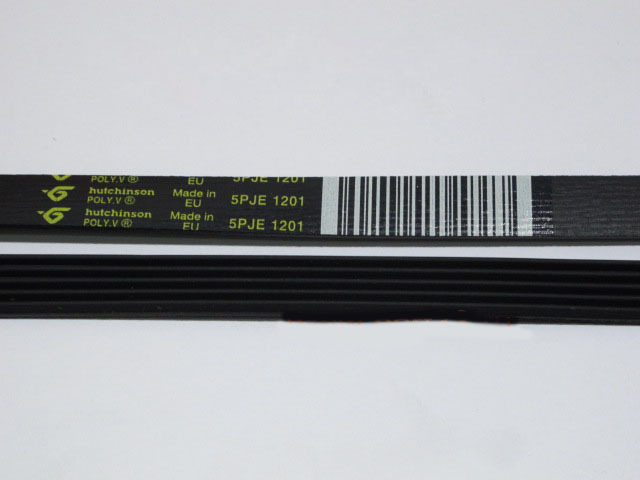 POLY.V ® EU 5PJE 1201
hutchinson Made in 5PJE 1201
POLY.V ® EU
hutchinson Made in 5PJE 1201
POLY.V ® EU